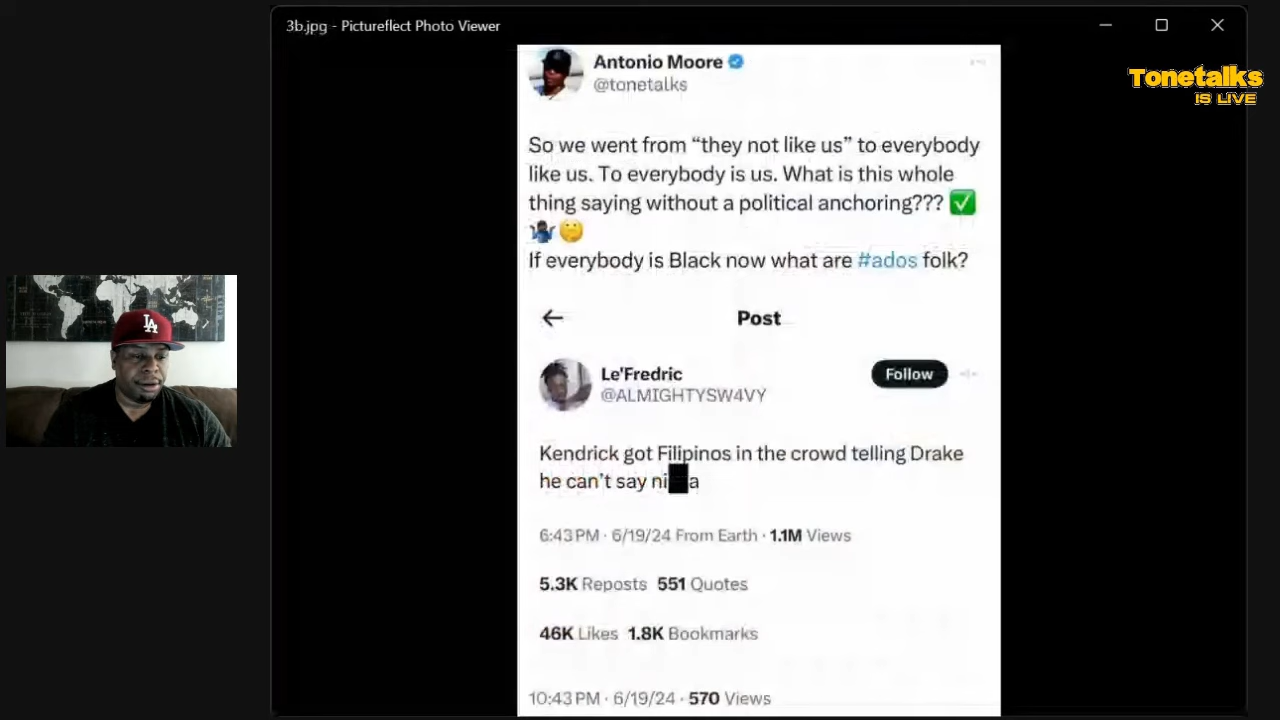 3b.jpg - Pictureflect Photo Viewer
Tonetalks
IS LIVE
Antonio Moore
@tonetalks
So we went from “they not like us” to everybody
like us. To everybody is us. What is this whole
thing saying without a political anchoring??? ✅
🤷🏿‍♂️🤔
If everybody is Black now what are #ados folk?
Post
Le'Fredric
@ALMIGHTYSW4VY
Follow
Kendrick got Filipinos in the crowd telling Drake
he can’t say ni█a
6:43 PM · 6/19/24 From Earth · 1.1M Views
5.3K Reposts 551 Quotes
46K Likes 1.8K Bookmarks
10:43 PM · 6/19/24 · 570 Views
LA